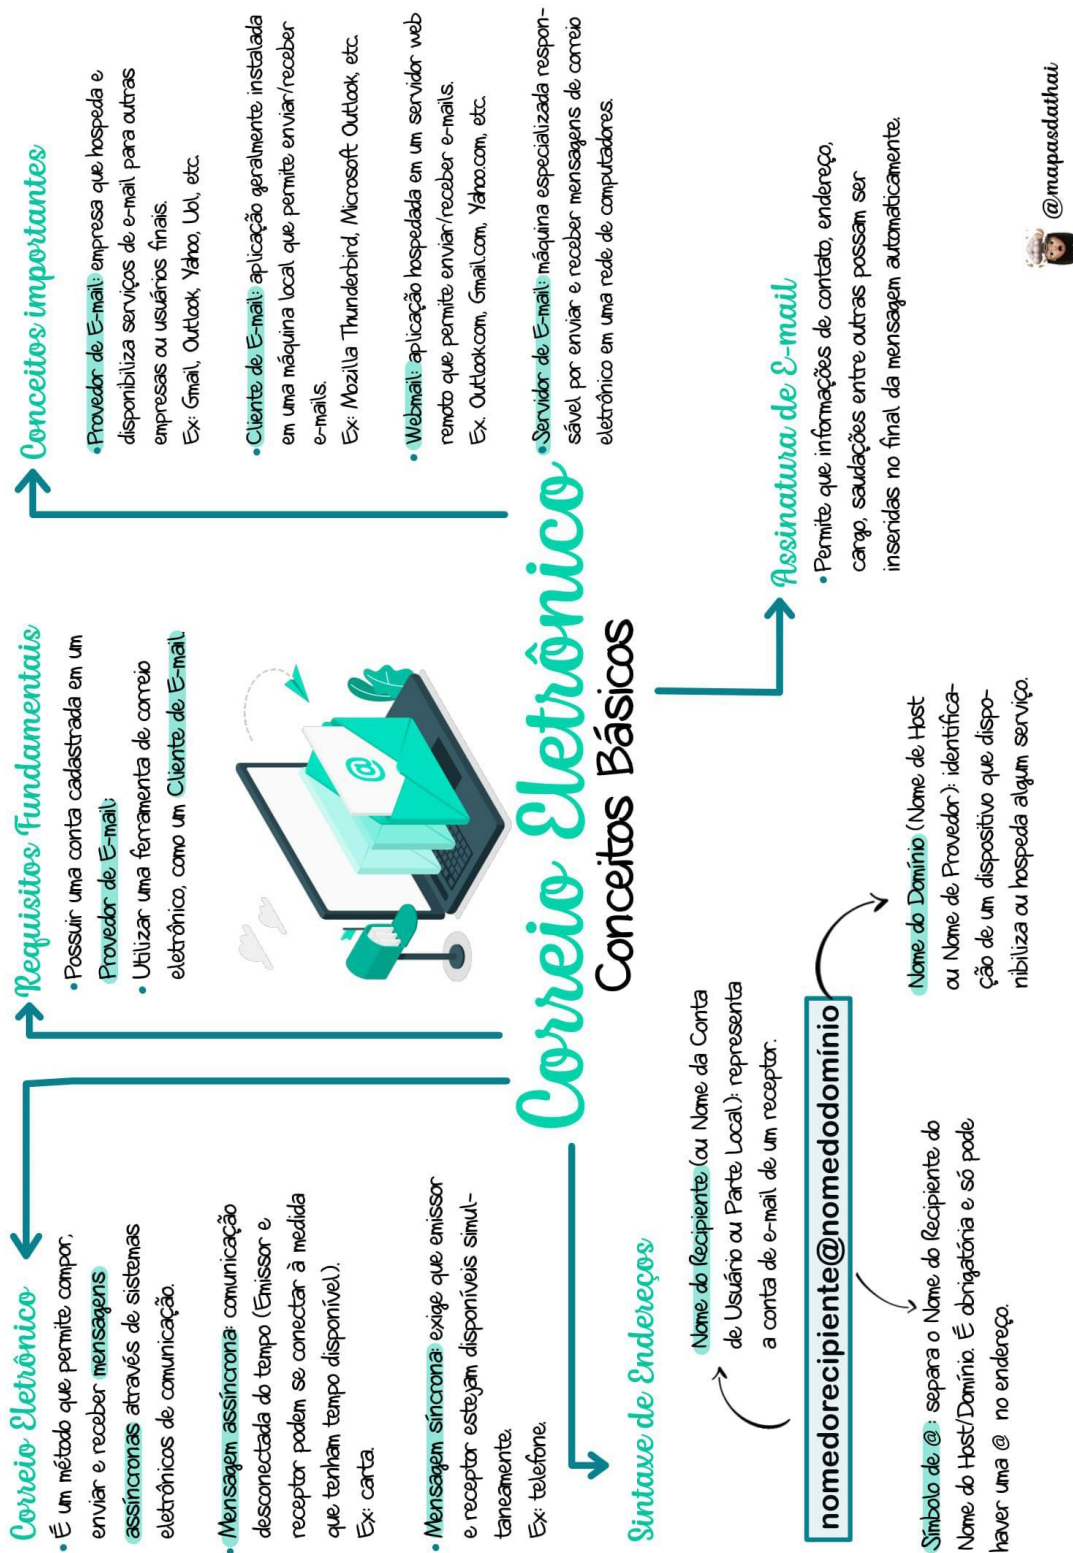 Correio Eletrônico
• É um método que permite compor,
enviar e receber mensagens
assíncronas através de sistemas
eletrônicos de comunicação.
• Mensagem assíncrona: comunicação
desconectada do tempo (Emissor e
receptor podem se conectar à medida
que tenham tempo disponível).
Ex: carta.
• Mensagem síncrona: exige que emissor
e receptor estejam disponíveis simul-
taneamente.
Ex: telefone.
Requisitos Fundamentais
• Possuir uma conta cadastrada em um
Provedor de E-mail;
• Utilizar uma ferramenta de correio
eletrônico, como um Cliente de E-mail.
Conceitos importantes
• Provedor de E-mail: empresa que hospeda e
disponibiliza serviços de e-mail para outras
empresas ou usuários finais.
Ex: Gmail, Outlook, Yahoo, Uol, etc.
• Cliente de E-mail: aplicação geralmente instalada
em uma máquina local que permite enviar/receber
e-mails.
Ex: Mozilla Thunderbird, Microsoft Outlook, etc.
• Webmail: aplicação hospedada em um servidor web
remoto que permite enviar/receber e-mails.
Ex. Outlook.com, Gmail.com, Yahoo.com, etc.
• Servidor de E-mail: máquina especializada respon-
sável por enviar e receber mensagens de correio
eletrônico em uma rede de computadores.
@
Correio Eletrônico
Conceitos Básicos
Sintaxe de Endereços
Nome do Recipiente (ou Nome da Conta
de Usuário ou Parte Local): representa
a conta de e-mail de um receptor.
nomedorecipiente@nomedodomínio
Símbolo de @: separa o Nome do Recipiente do
Nome do Host/Domínio. É obrigatória e só pode
haver uma @ no endereço.
Nome do Domínio (Nome de Host
ou Nome de Provedor): identifica-
ção de um dispositivo que dispo-
nibiliza ou hospeda algum serviço.
Assinatura de E-mail
• Permite que informações de contato, endereço,
cargo, saudações entre outras possam ser
inseridas no final da mensagem automaticamente.
@mapasdathai